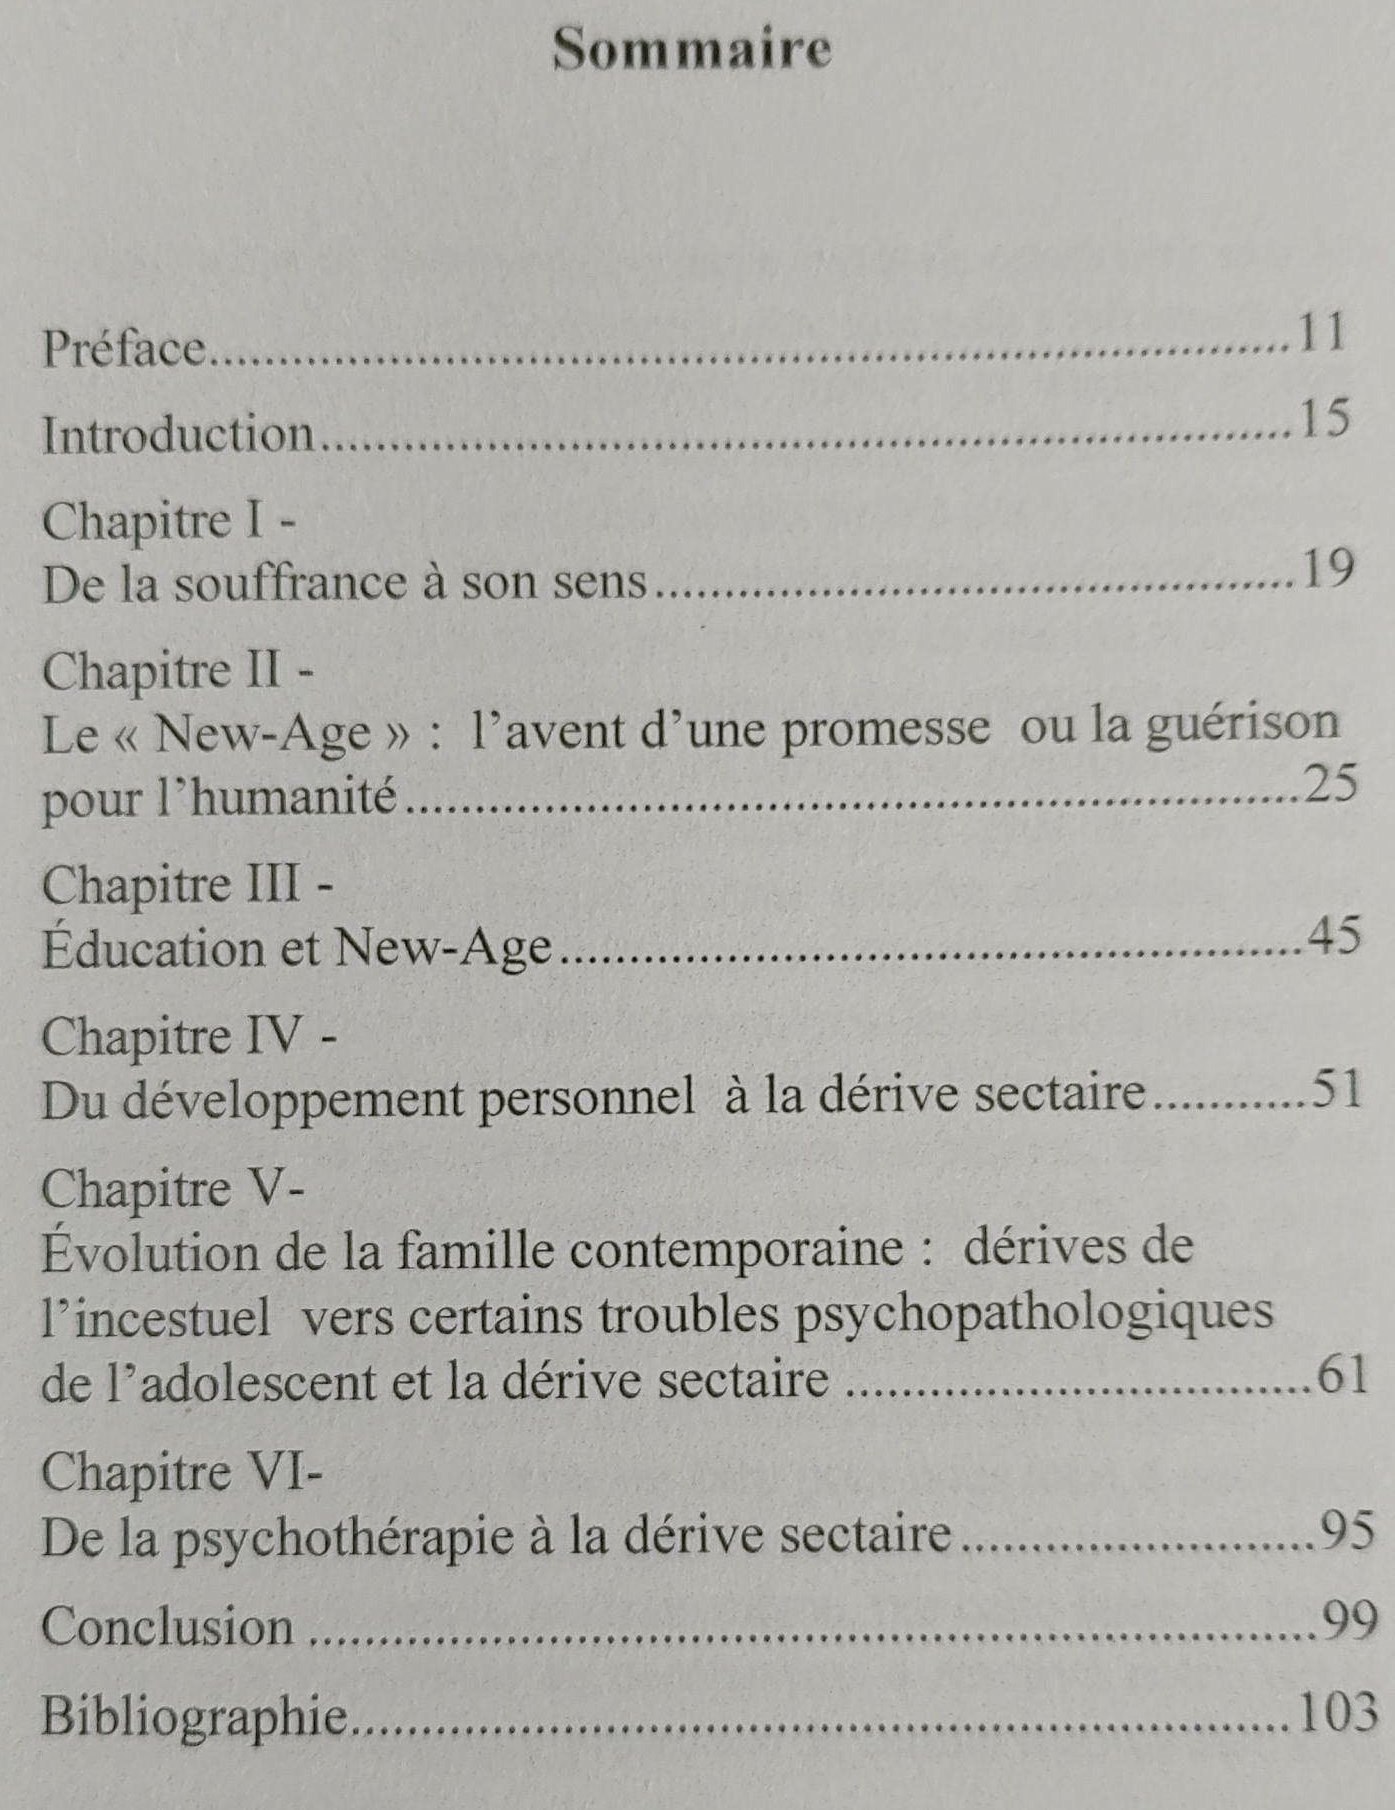 Sommaire
Préface..........................................................................11
Introduction..................................................................15
Chapitre I -
De la souffrance à son sens............................................19
Chapitre II -
Le « New-Age » : l’avent d’une promesse ou la guérison
pour l’humanité.............................................................25
Chapitre III -
Éducation et New-Age...................................................45
Chapitre IV -
Du développement personnel à la dérive sectaire...........51
Chapitre V-
Évolution de la famille contemporaine : dérives de
l’incestuel vers certains troubles psychopathologiques
de l’adolescent et la dérive sectaire ................................61
Chapitre VI-
De la psychothérapie à la dérive sectaire........................95
Conclusion .....................................................................99
Bibliographie................................................................103